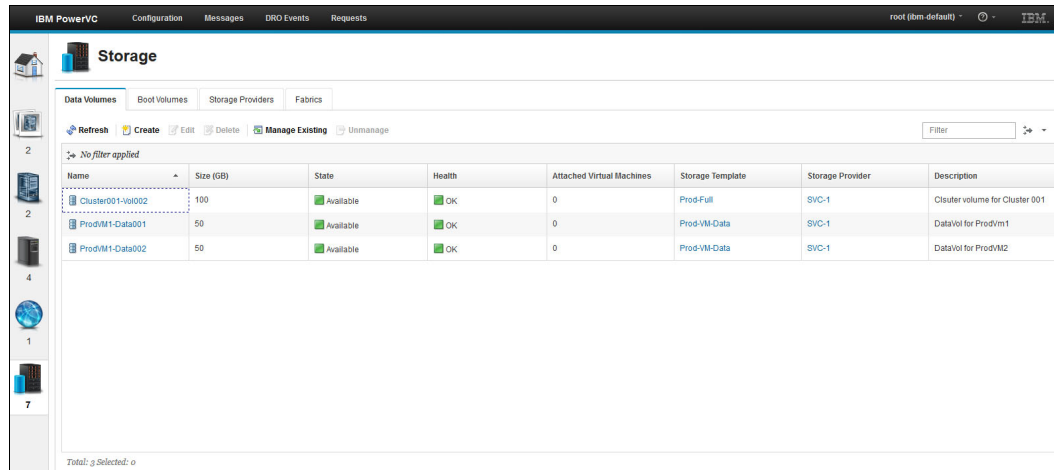 IBM PowerVC Configuration Messages DRO Events Requests root (ibm-default) IBM.
Storage
Data Volumes Boot Volumes Storage Providers Fabrics
Refresh Create Edit Delete Manage Existing Unmanage Filter
2
No filter applied
Name Size (GB) State Health Attached Virtual Machines Storage Template Storage Provider Description
Cluster001-Vol002 100 Available OK 0 Prod-Full SVC-1 Clsuter volume for Cluster 001
2
ProdVM1-Data001 50 Available OK 0 Prod-VM-Data SVC-1 DataVol for ProdVm1
ProdVM1-Data002 50 Available OK 0 Prod-VM-Data SVC-1 DataVol for ProdVM2
4
1
7
Total: 3 Selected: 0